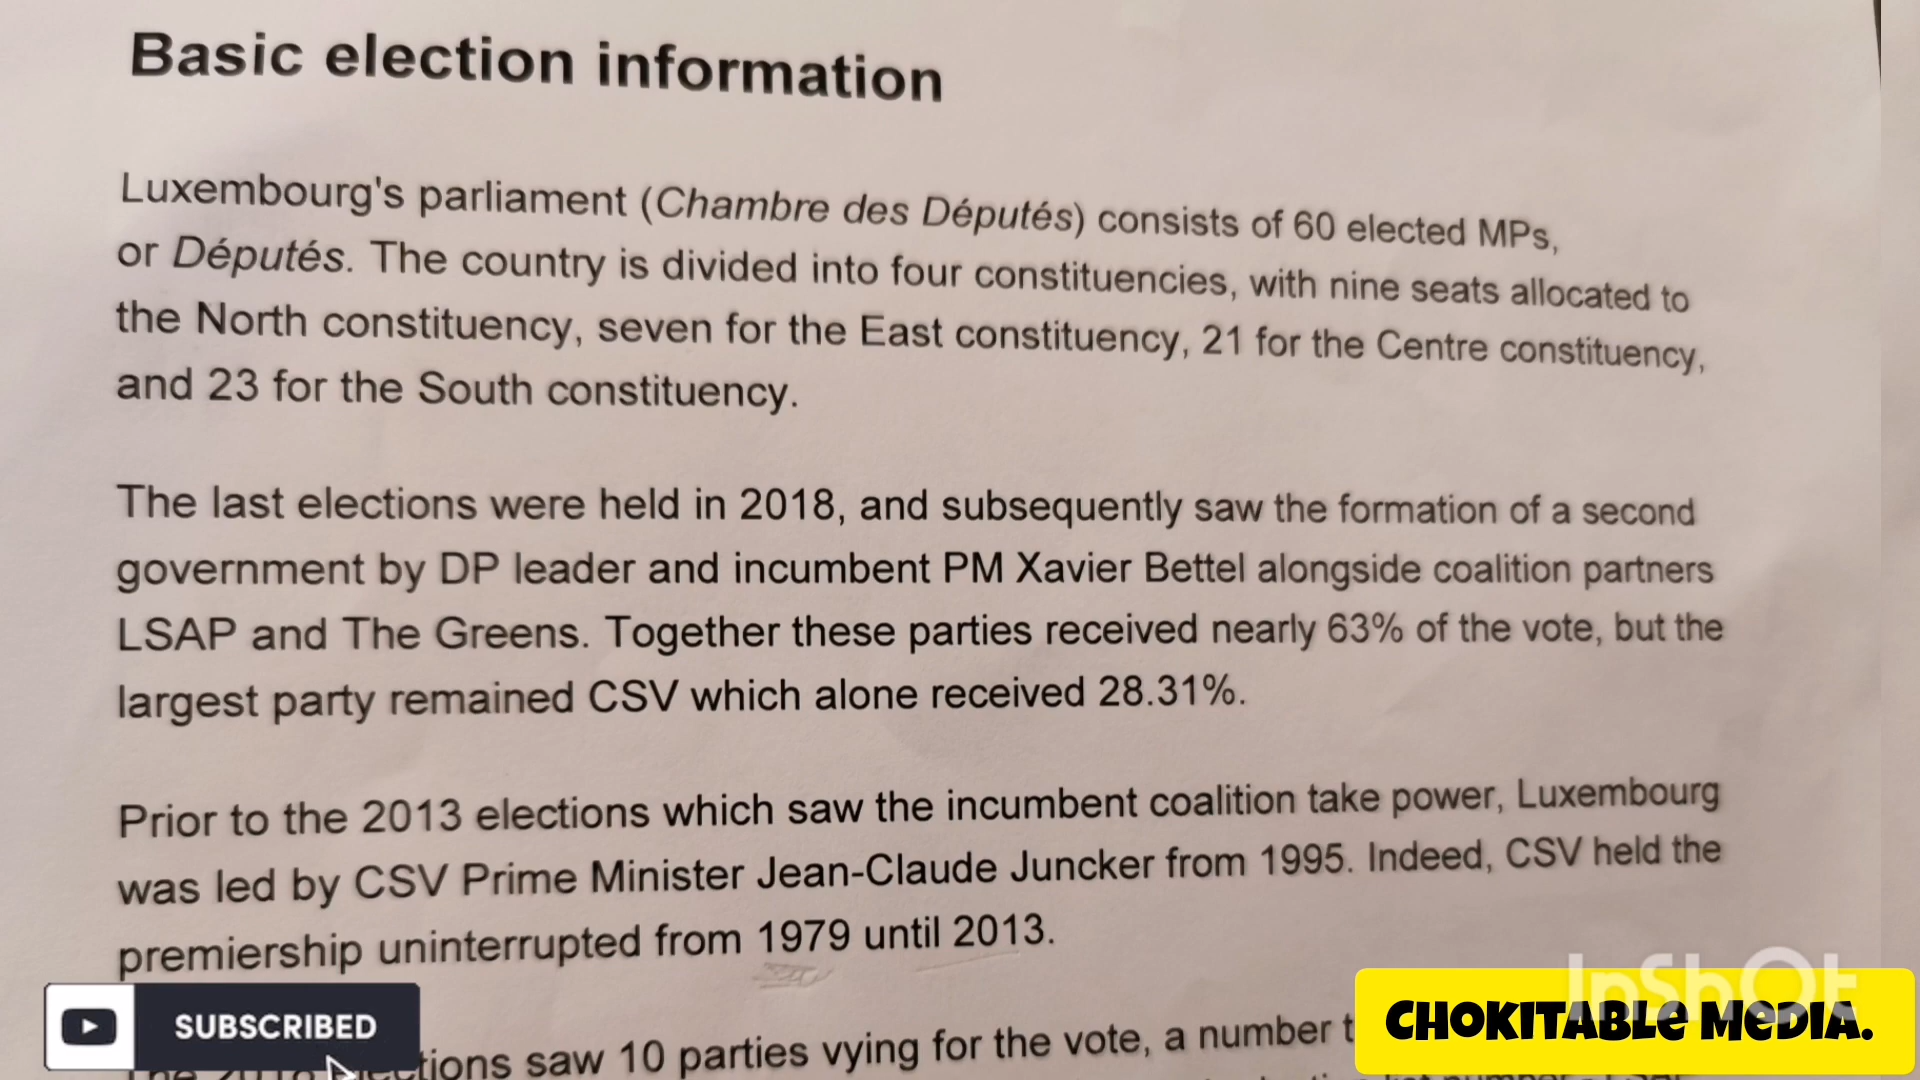 Basic election information
Luxembourg's parliament (Chambre des Députés) consists of 60 elected MPs,
or Députés. The country is divided into four constituencies, with nine seats allocated to
the North constituency, seven for the East constituency, 21 for the Centre constituency,
and 23 for the South constituency.
The last elections were held in 2018, and subsequently saw the formation of a second
government by DP leader and incumbent PM Xavier Bettel alongside coalition partners
LSAP and The Greens. Together these parties received nearly 63% of the vote, but the
largest party remained CSV which alone received 28.31%.
Prior to the 2013 elections which saw the incumbent coalition take power, Luxembourg
was led by CSV Prime Minister Jean-Claude Juncker from 1995. Indeed, CSV held the
premiership uninterrupted from 1979 until 2013.
saw 10 parties vying for the vote, a number
SUBSCRIBED
InShOt
CHOKITABLe MeDIA.